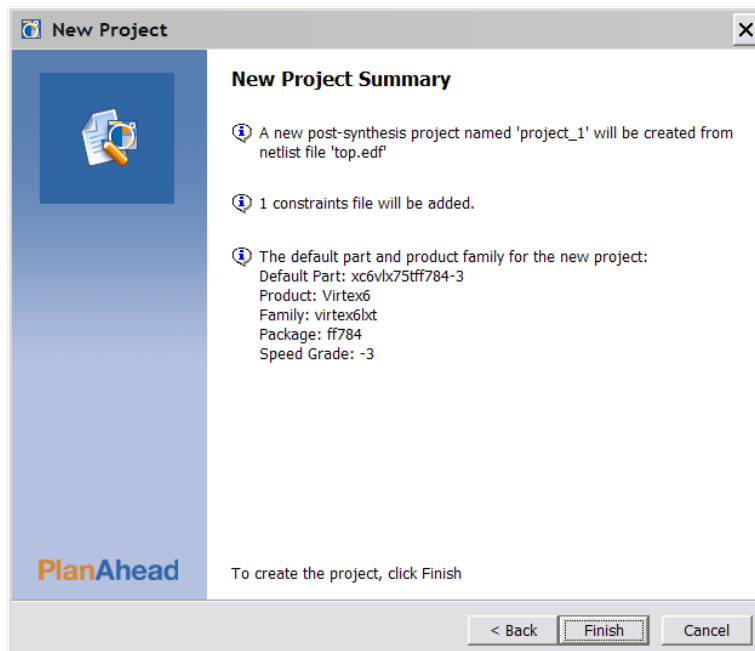 New Project
New Project Summary
A new post-synthesis project named 'project_1' will be created from
netlist file 'top.edf'
1 constraints file will be added.
The default part and product family for the new project:
Default Part: xc6vlx75tff784-3
Product: Virtex6
Family: virtex6lxt
Package: ff784
Speed Grade: -3
PlanAhead
To create the project, click Finish
< Back Finish Cancel